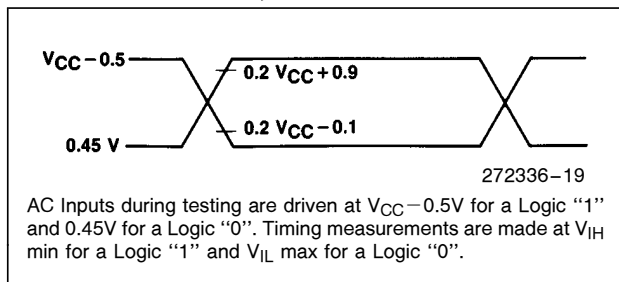 VCC−0.5
0.2 VCC+0.9
0.2 VCC−0.1
0.45 V
272336–19
AC Inputs during testing are driven at VCC−0.5V for a Logic “1”
and 0.45V for a Logic “0”. Timing measurements are made at VIH
min for a Logic “1” and VIL max for a Logic “0”.